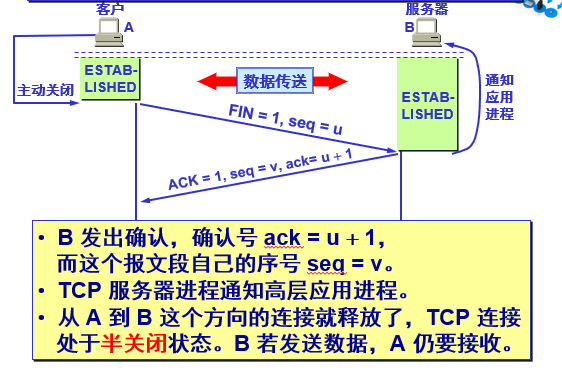 客户
服务器
A
B
ESTAB-
LISHED
数据传送
ESTAB-
LISHED
通知
应用
进程
主动关闭
FIN = 1, seq = u
ACK = 1, seq = v, ack= u + 1
• B 发出确认，确认号 ack = u + 1，
而这个报文段自己的序号 seq = v。
• TCP 服务器进程通知高层应用进程。
• 从 A 到 B 这个方向的连接就释放了，TCP 连接
处于半关闭状态。B 若发送数据，A 仍要接收。